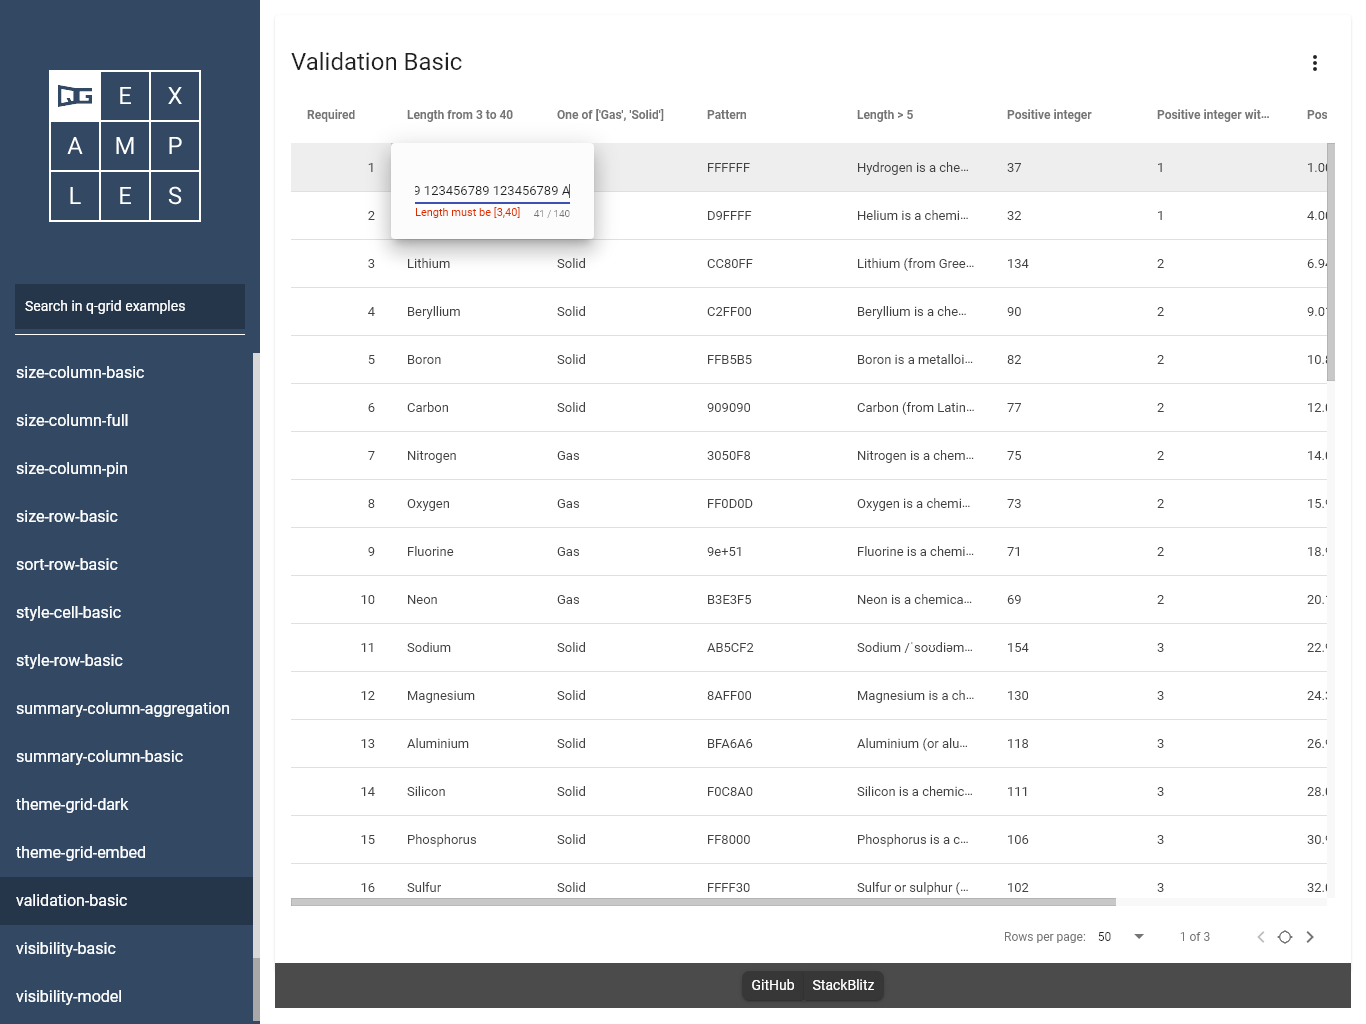 QG E X
A M P
L E S
Search in q-grid examples
size-column-basic
size-column-full
size-column-pin
size-row-basic
sort-row-basic
style-cell-basic
style-row-basic
summary-column-aggregation
summary-column-basic
theme-grid-dark
theme-grid-embed
validation-basic
visibility-basic
visibility-model
Validation Basic
Required Length from 3 to 40 One of ['Gas', 'Solid'] Pattern Length > 5 Positive integer Positive integer wit... Pos
1 FFFFFF Hydrogen is a che... 37 1 1.00
9 123456789 123456789 A
Length must be [3,40] 41 / 140
2 D9FFFF Helium is a chemi... 32 1 4.00
3 Lithium Solid CC80FF Lithium (from Gree... 134 2 6.94
4 Beryllium Solid C2FF00 Beryllium is a che... 90 2 9.01
5 Boron Solid FFB5B5 Boron is a metalloi... 82 2 10.8
6 Carbon Solid 909090 Carbon (from Latin... 77 2 12.0
7 Nitrogen Gas 3050F8 Nitrogen is a chem... 75 2 14.0
8 Oxygen Gas FF0D0D Oxygen is a chemi... 73 2 15.9
9 Fluorine Gas 9e+51 Fluorine is a chemi... 71 2 18.9
10 Neon Gas B3E3F5 Neon is a chemica... 69 2 20.1
11 Sodium Solid AB5CF2 Sodium /ˈsoʊdiəm... 154 3 22.9
12 Magnesium Solid 8AFF00 Magnesium is a ch... 130 3 24.3
13 Aluminium Solid BFA6A6 Aluminium (or alu... 118 3 26.9
14 Silicon Solid F0C8A0 Silicon is a chemic... 111 3 28.0
15 Phosphorus Solid FF8000 Phosphorus is a c... 106 3 30.9
16 Sulfur Solid FFFF30 Sulfur or sulphur (... 102 3 32.0
Rows per page: 50 1 of 3
GitHub StackBlitz